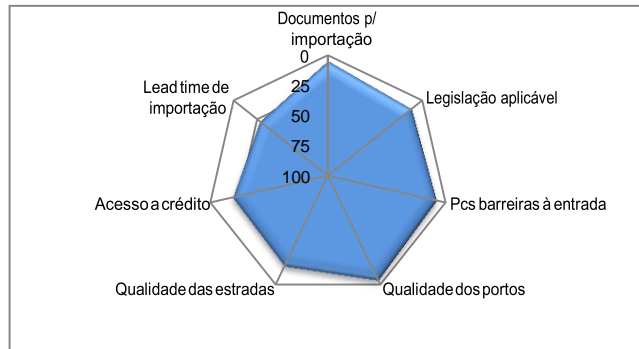 Documentos p/
importação
0
Lead time de
importação
25
Legislação aplicável
50
75
100
Acesso a crédito
Pcs barreiras à entrada
Qualidade das estradas
Qualidade dos portos